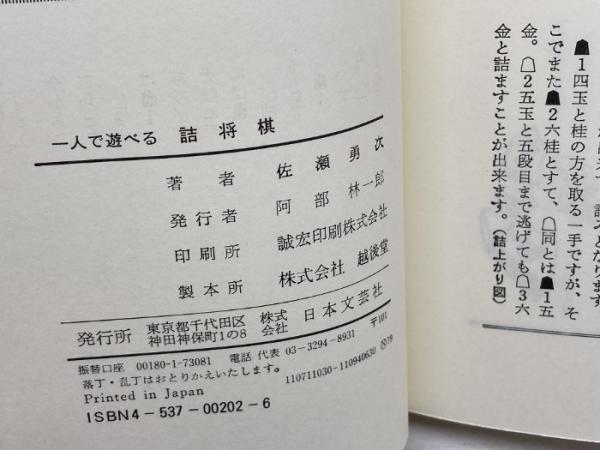 一人で遊べる 詰将棋
著者 佐瀬勇次
発行者 阿部林一郎
印刷所 誠宏印刷株式会社
製本所 株式会社 越後堂
発行所 東京都千代田区神田神保町1の8 株式会社 日本文芸社 〒101
振替口座 00180-1-73081 電話 代表 03-3294-8931
落丁・乱丁はおとりかえいたします。
Printed in Japan 110711030-110940630 Ⓢ78
ISBN4-537-00202-6
☗1四玉と桂の方を取る一手ですが、そ
こでまた☗2六桂とすて、☖同とは☗1五
金。☖2五玉と五段目まで逃げても☖3六
金と詰ますことが出来ます。(詰上がり図)